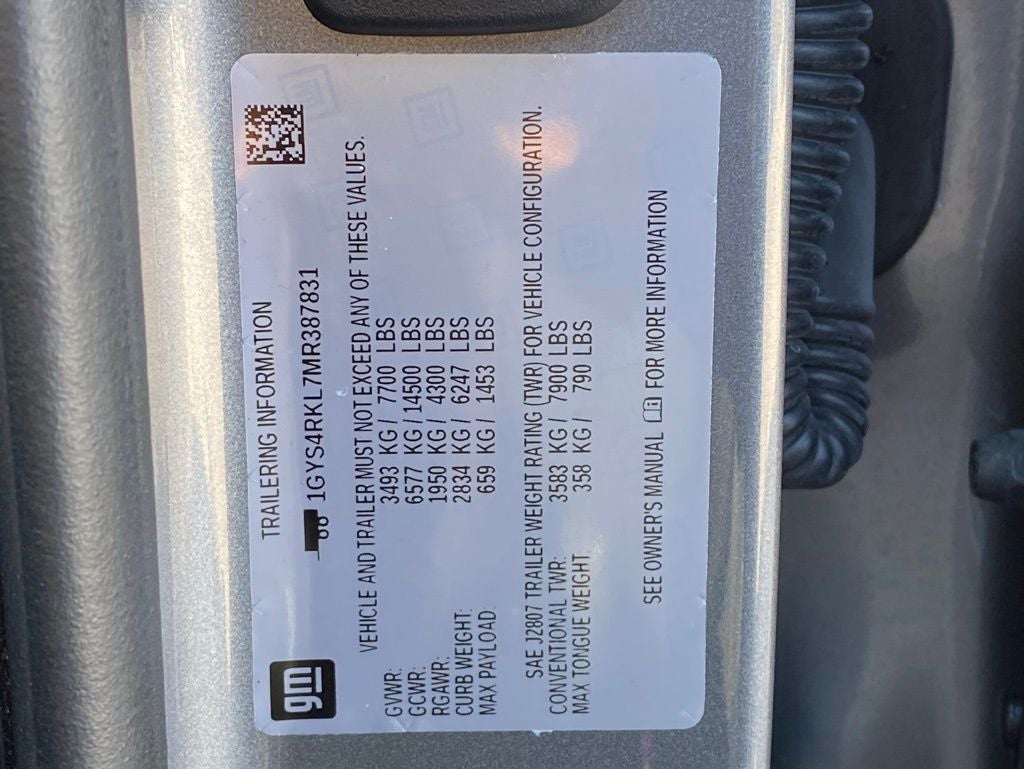 gm TRAILERING INFORMATION
1GYS4RKL7MR387831
VEHICLE AND TRAILER MUST NOT EXCEED ANY OF THESE VALUES.
GVWR: 3493 KG / 7700 LBS
GCWR: 6577 KG/14500 LBS
RGAWR: 1950 KG / 4300 LBS
CURB WEIGHT: 2834 KG / 6247 LBS
MAX PAYLOAD: 659 KG / 1453 LBS
SAE J2807 TRAILER WEIGHT RATING (TWR) FOR VEHICLE CONFIGURATION.
CONVENTIONAL TWR: 3583 KG / 7900 LBS
MAX TONGUE WEIGHT: 358 KG / 790 LBS
SEE OWNER'S MANUAL FOR MORE INFORMATION